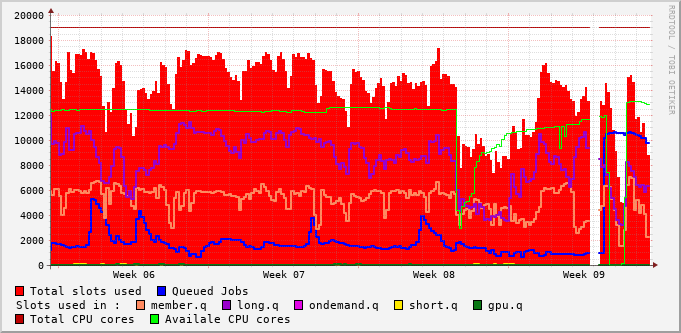 20000
18000
16000
14000
12000
10000
8000
6000
4000
2000
0
Week 06 Week 07 Week 08 Week 09
RRDTOOL / TOBI OETIKER
Total slots used Queued Jobs
Slots used in : member.q long.q ondemand.q short.q gpu.q
Total CPU cores Availale CPU cores